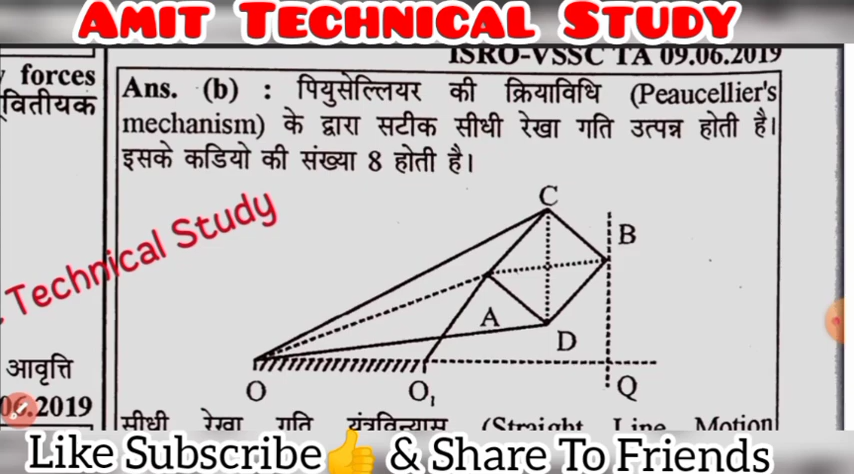 AMIT TECHNICAL STUDY
ISRO-VSSC TA 09.06.2019
forces
Ans. (b) : पियुसेल्लियर की क्रियाविधि (Peaucellier's
mechanism) के द्वारा सटीक सीधी रेखा गति उत्पन्न होती है।
इसके कडियो की संख्या 8 होती है।
Technical Study
C
B
A
D
O
O₁
Q
आवृत्ति
06.2019
सीधी रेखा गति यंत्रविन्यास (Straight Line Motion
Like Subscribe👍 & Share To Friends